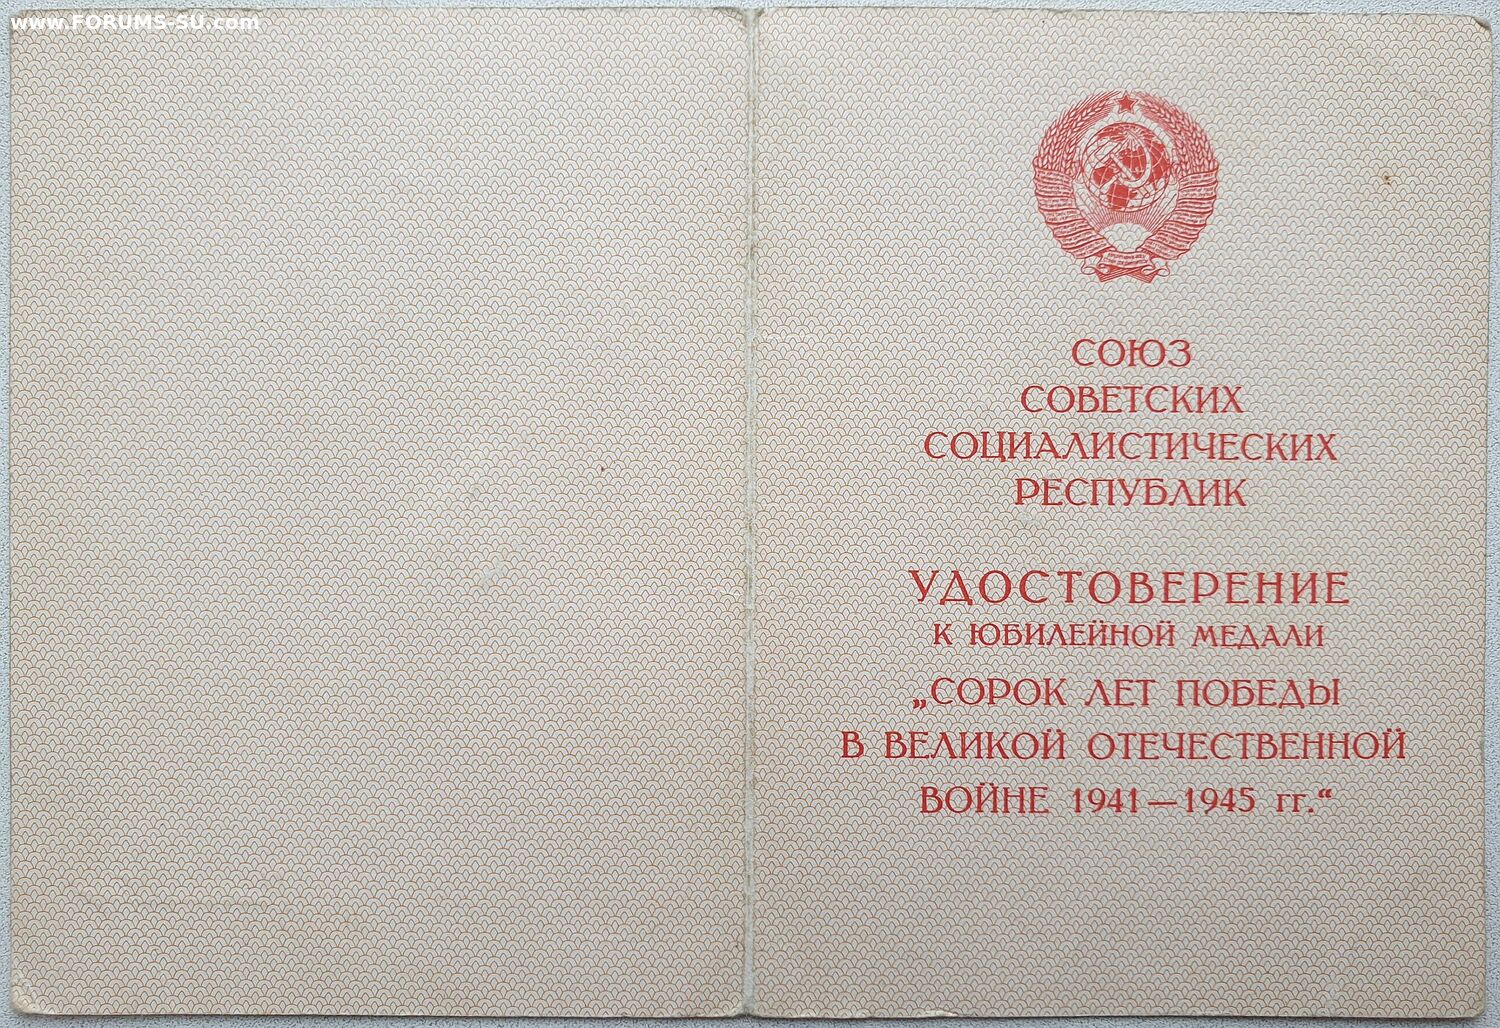 www.FORUMS-SU.com
СОЮЗ
СОВЕТСКИХ
СОЦИАЛИСТИЧЕСКИХ
РЕСПУБЛИК
УДОСТОВЕРЕНИЕ
К ЮБИЛЕЙНОЙ МЕДАЛИ
„СОРОК ЛЕТ ПОБЕДЫ
В ВЕЛИКОЙ ОТЕЧЕСТВЕННОЙ
ВОЙНЕ 1941—1945 гг.“